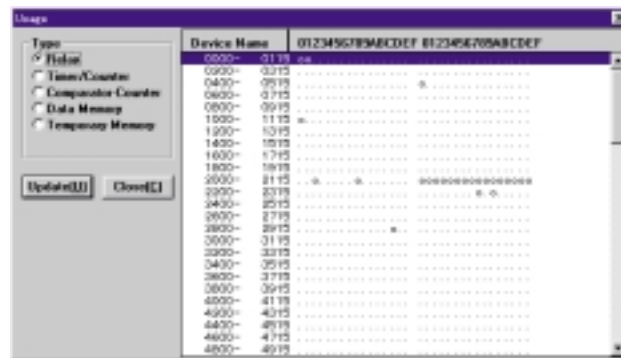 Usage
Type
Relay
Timer/Counter
Comparator Counter
Data Memory
Temporary Memory
Update(U)
Close(C)
Device Name 0123456789ABCDEF 0123456789ABCDEF
0000- 0115
0200- 0315
0400- 0515
0600- 0715
0800- 0915
1000- 1115
1200- 1315
1400- 1515
1600- 1715
1800- 1915
2000- 2115
2200- 2315
2400- 2515
2600- 2715
2800- 2915
3000- 3115
3200- 3315
3400- 3515
3600- 3715
3800- 3915
4000- 4115
4200- 4315
4400- 4515
4600- 4715
4800- 4915